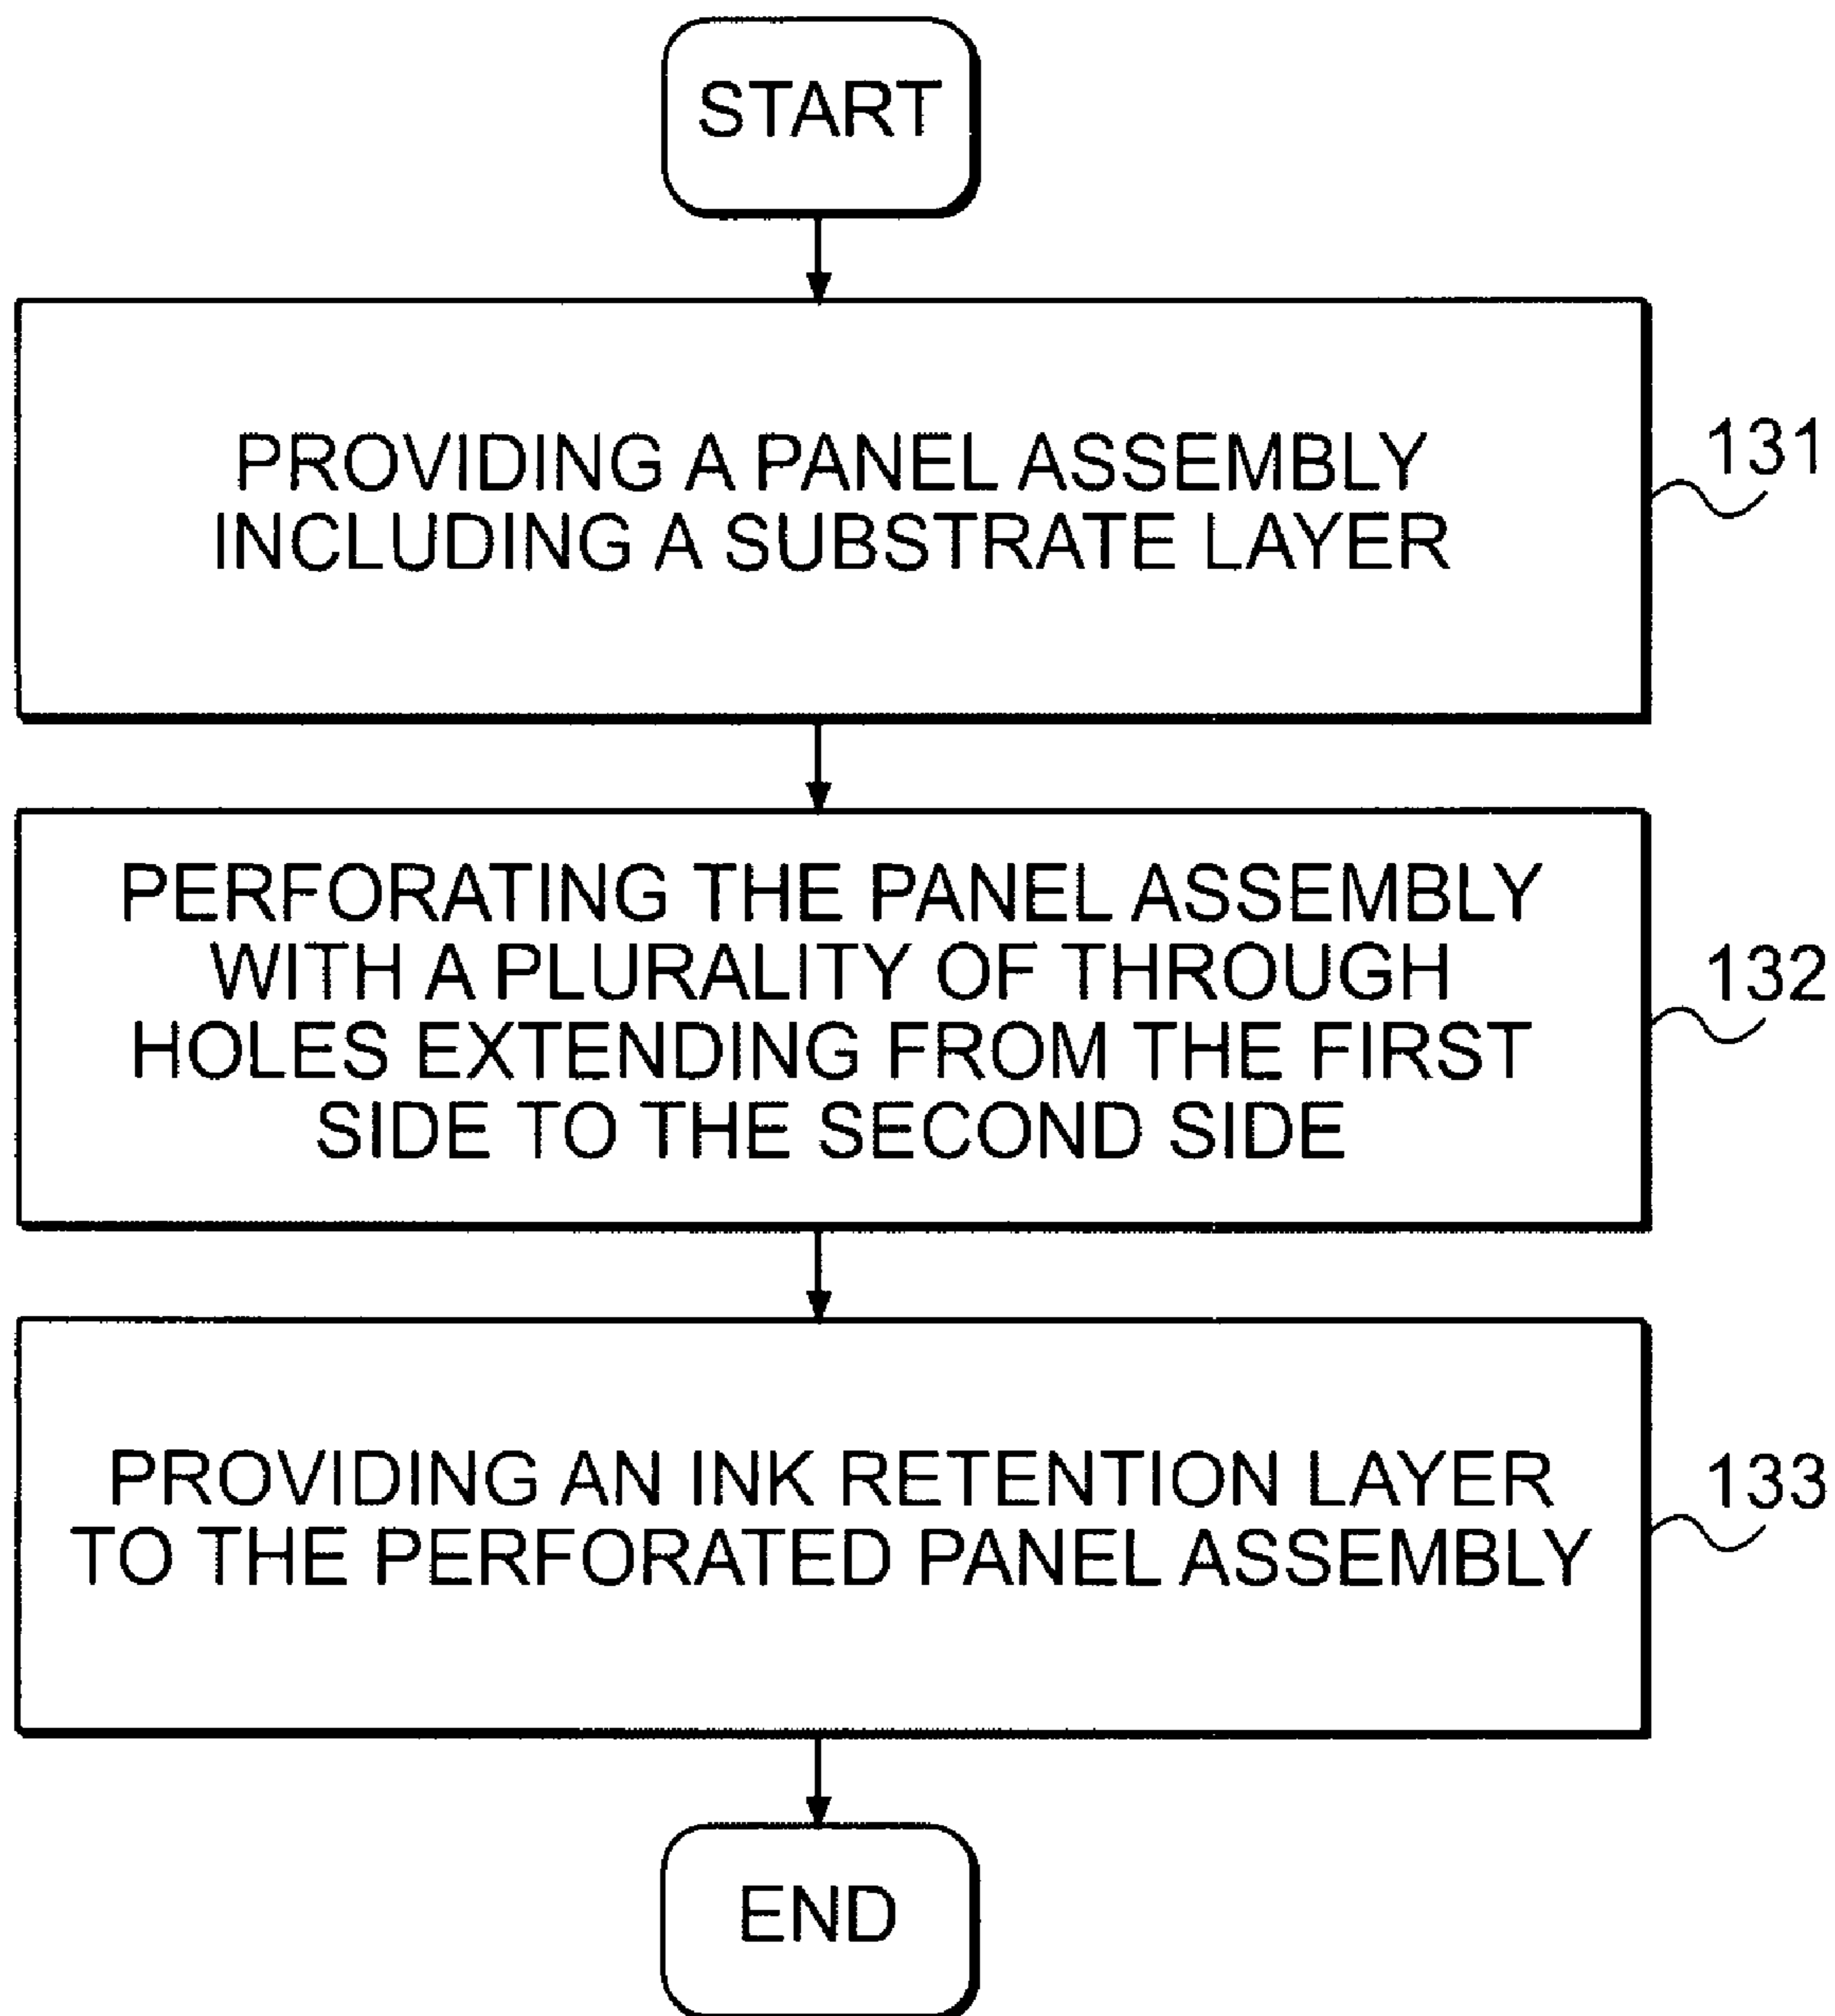 START
PROVIDING A PANEL ASSEMBLY
INCLUDING A SUBSTRATE LAYER
131
PERFORATING THE PANEL ASSEMBLY
WITH A PLURALITY OF THROUGH
HOLES EXTENDING FROM THE FIRST
SIDE TO THE SECOND SIDE
132
PROVIDING AN INK RETENTION LAYER
TO THE PERFORATED PANEL ASSEMBLY
133
END